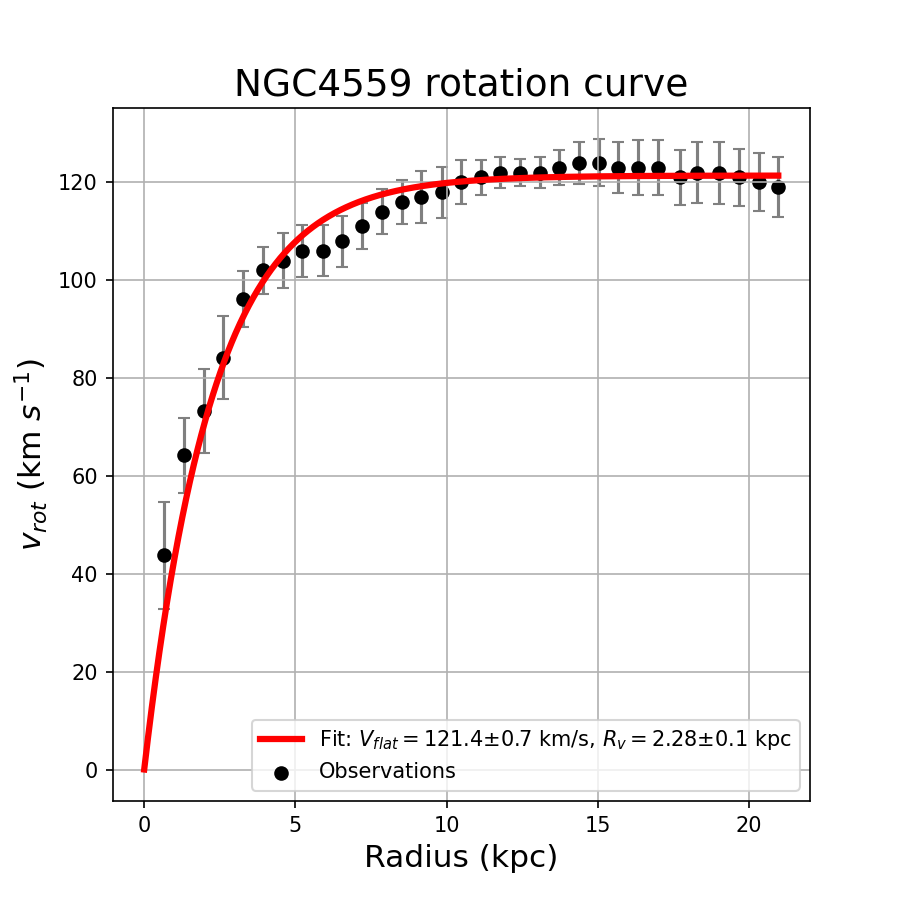 NGC4559 rotation curve
120
100
80
60
40
20
0
v_rot (km s⁻¹)
Fit: V_flat = 121.4±0.7 km/s, R_v = 2.28±0.1 kpc
Observations
0 5 10 15 20
Radius (kpc)